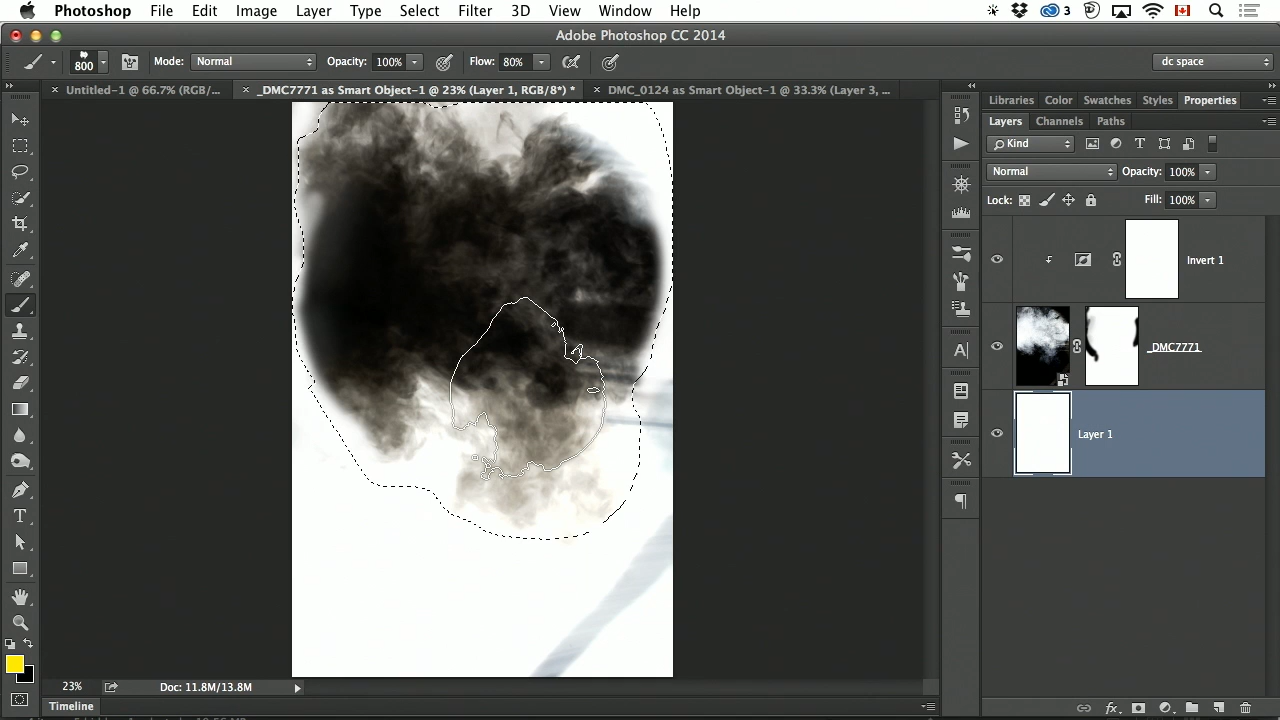 Photoshop File Edit Image Layer Type Select Filter 3D View Window Help 3
Adobe Photoshop CC 2014
800 Mode: Normal Opacity: 100% Flow: 80% dc space
Untitled-1 @ 66.7% (RGB/... _DMC7771 as Smart Object-1 @ 23% (Layer 1, RGB/8*) * DMC_0124 as Smart Object-1 @ 33.3% (Layer 3, ...
Libraries Color Swatches Styles Properties
Layers Channels Paths
Kind
Normal Opacity: 100%
Lock: Fill: 100%
Invert 1
_DMC7771
Layer 1
23% Doc: 11.8M/13.8M
Timeline